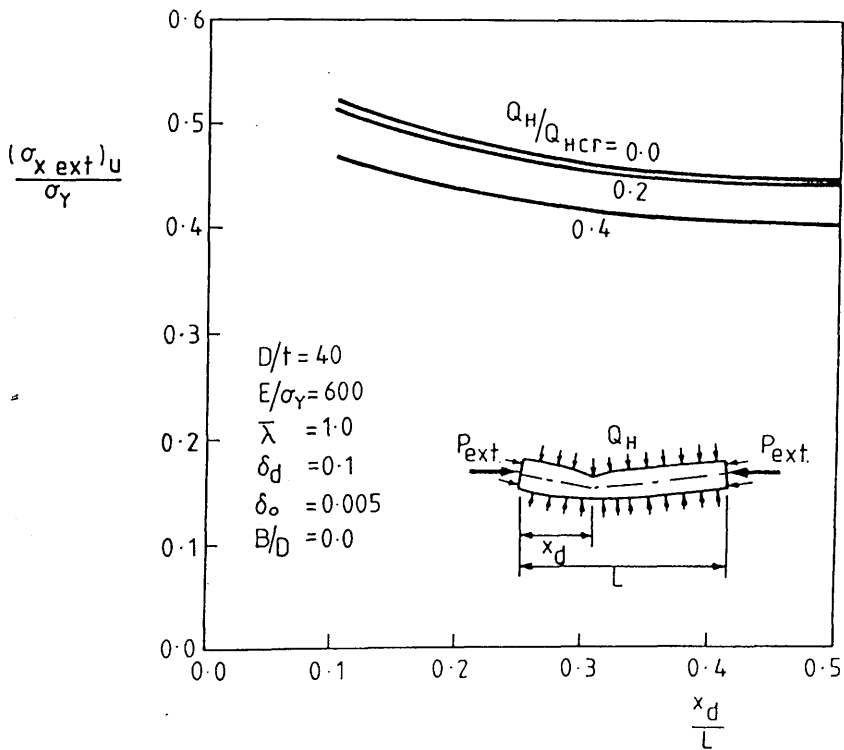 0·6
0·5
0·4
0·3
0·2
0·1
0·0
(σx ext)u
σY
QH/QHCr = 0·0
0·2
0·4
D/t = 40
E/σY = 600
λ̄ = 1·0
δd = 0·1
δo = 0·005
B/D = 0·0
QH
Pext.
Pext.
xd
L
0·0
0·1
0·2
0·3
0·4
0·5
xd
L